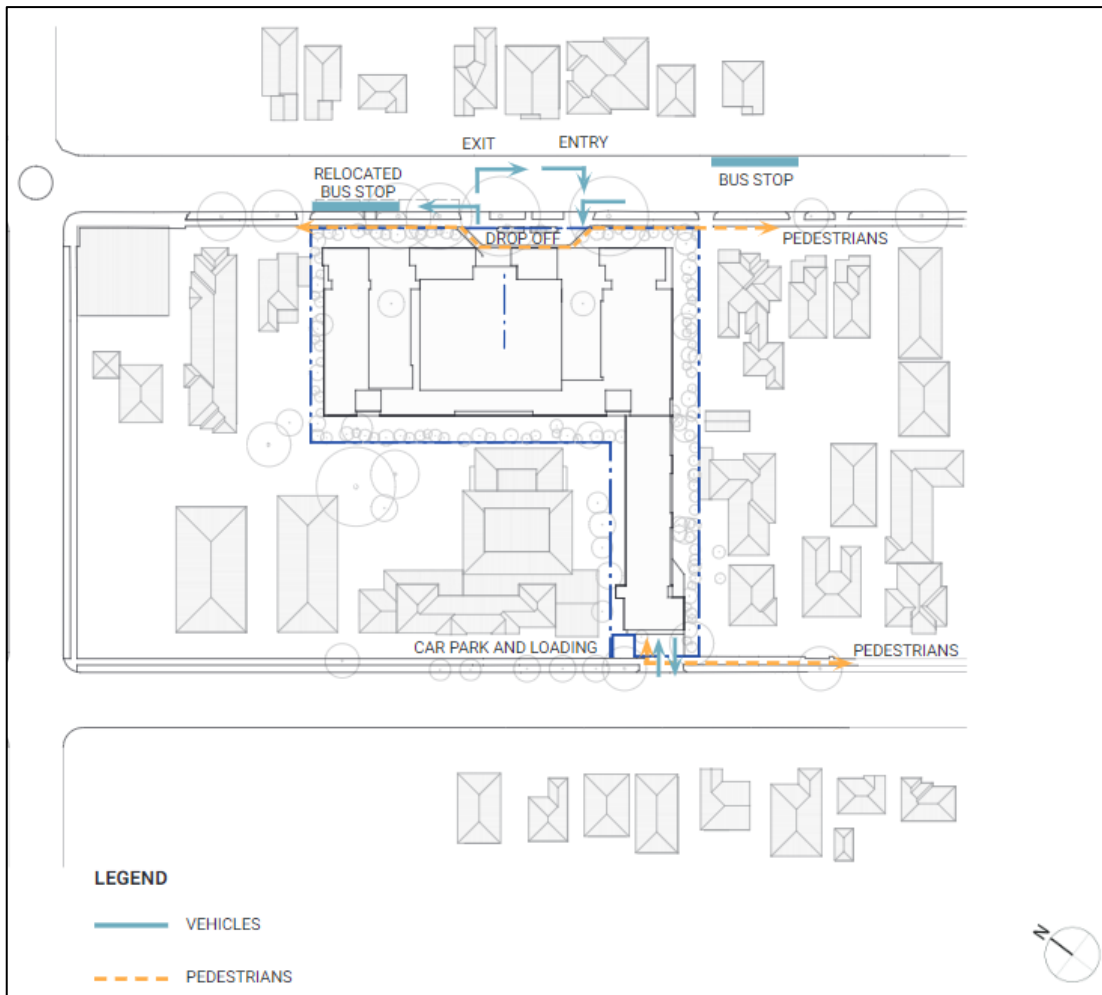 EXIT
ENTRY
RELOCATED
BUS STOP
BUS STOP
DROP OFF
PEDESTRIANS
CAR PARK AND LOADING
PEDESTRIANS
LEGEND
VEHICLES
PEDESTRIANS
N